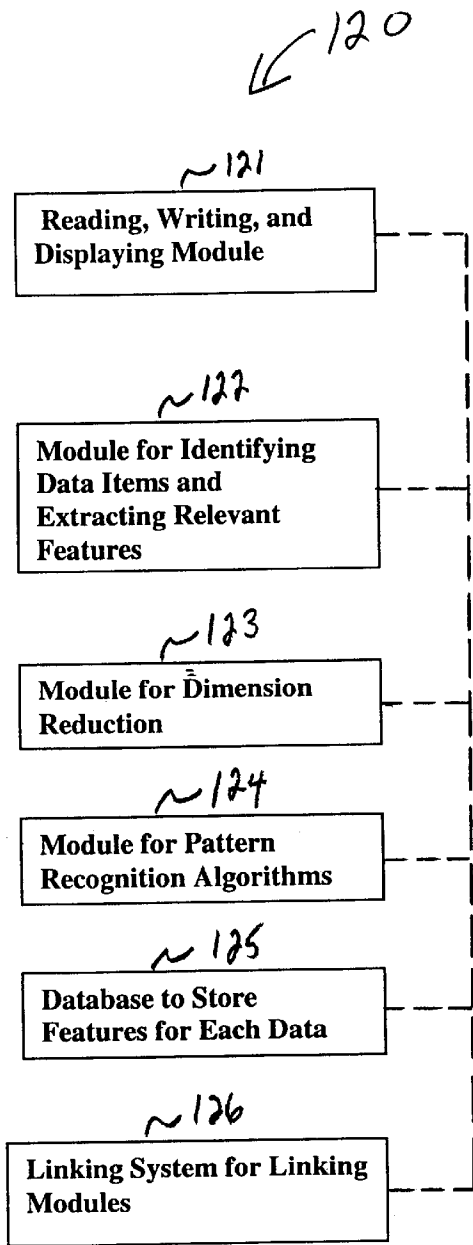 120
~121
Reading, Writing, and
Displaying Module
~122
Module for Identifying
Data Items and
Extracting Relevant
Features
~123
Module for Dimension
Reduction
~124
Module for Pattern
Recognition Algorithms
~125
Database to Store
Features for Each Data
~126
Linking System for Linking
Modules